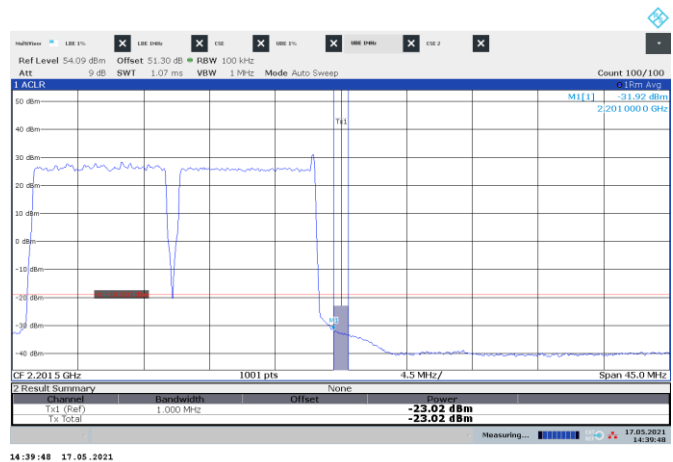 MultiView LBE 1% LBE 1MHz CSE UBE 1% UBE 1MHz CSE 2
Ref Level 54.09 dBm Offset 51.30 dB RBW 100 kHz
Att 9 dB SWT 1.07 ms VBW 1 MHz Mode Auto Sweep Count 100/100
1 ACLR 1Rm Avg
M1[1] -31.92 dBm
2.201 000 0 GHz
50 dBm
Tx1
40 dBm
30 dBm
20 dBm
10 dBm
0 dBm
-10 dBm
-20 dBm
-30 dBm
M1
-40 dBm
CF 2.2015 GHz 1001 pts 4.5 MHz/ Span 45.0 MHz
2 Result Summary None
Channel Bandwidth Offset Power
Tx1 (Ref) 1.000 MHz -23.02 dBm
Tx Total -23.02 dBm
Measuring... 17.05.2021
14:39:48
14:39:48 17.05.2021